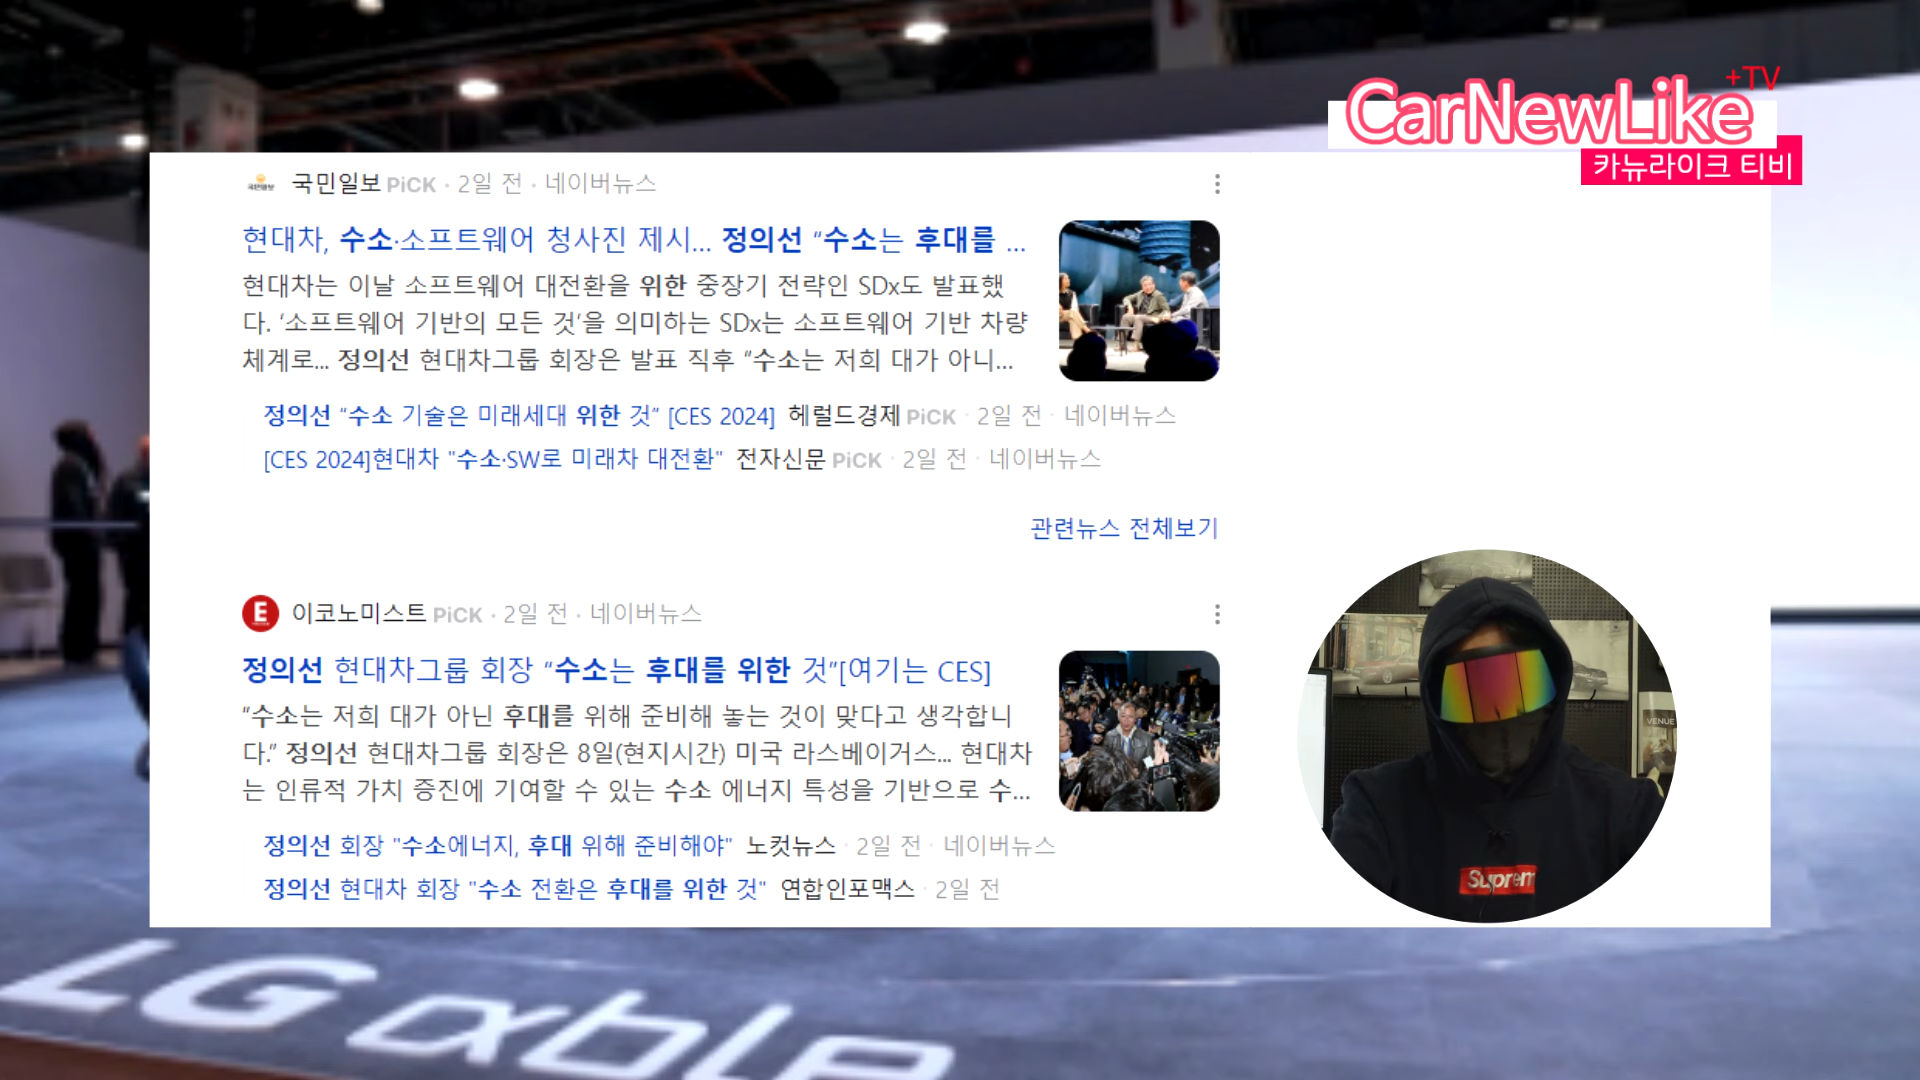 +TV
CarNewLike
카뉴라이크 티비
국민일보 PiCK · 2일 전 · 네이버뉴스
현대차, 수소·소프트웨어 청사진 제시... 정의선 “수소는 후대를 ...
현대차는 이날 소프트웨어 대전환을 위한 중장기 전략인 SDx도 발표했
다. ‘소프트웨어 기반의 모든 것’을 의미하는 SDx는 소프트웨어 기반 차량
체계로... 정의선 현대차그룹 회장은 발표 직후 “수소는 저희 대가 아니...
정의선 “수소 기술은 미래세대 위한 것” [CES 2024] 헤럴드경제 PiCK · 2일 전 · 네이버뉴스
[CES 2024]현대차 "수소·SW로 미래차 대전환" 전자신문 PiCK · 2일 전 · 네이버뉴스
관련뉴스 전체보기
E 이코노미스트 PiCK · 2일 전 · 네이버뉴스
정의선 현대차그룹 회장 “수소는 후대를 위한 것”[여기는 CES]
“수소는 저희 대가 아닌 후대를 위해 준비해 놓는 것이 맞다고 생각합니
다.” 정의선 현대차그룹 회장은 8일(현지시간) 미국 라스베이거스... 현대차
는 인류적 가치 증진에 기여할 수 있는 수소 에너지 특성을 기반으로 수...
정의선 회장 "수소에너지, 후대 위해 준비해야" 노컷뉴스 · 2일 전 · 네이버뉴스
정의선 현대차 회장 "수소 전환은 후대를 위한 것" 연합인포맥스 · 2일 전
VENUE
Suprem
LG αble